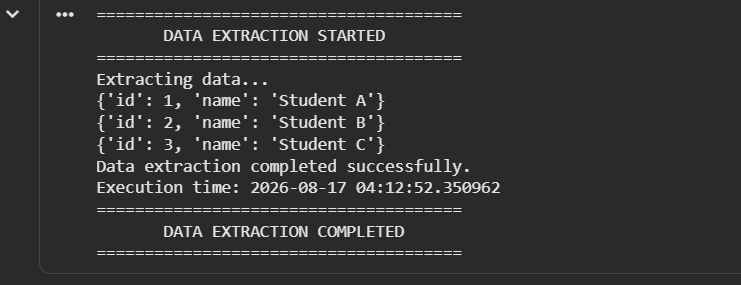 ======================================
DATA EXTRACTION STARTED
======================================
Extracting data...
{'id': 1, 'name': 'Student A'}
{'id': 2, 'name': 'Student B'}
{'id': 3, 'name': 'Student C'}
Data extraction completed successfully.
Execution time: 2026-08-17 04:12:52.350962
======================================
DATA EXTRACTION COMPLETED
======================================